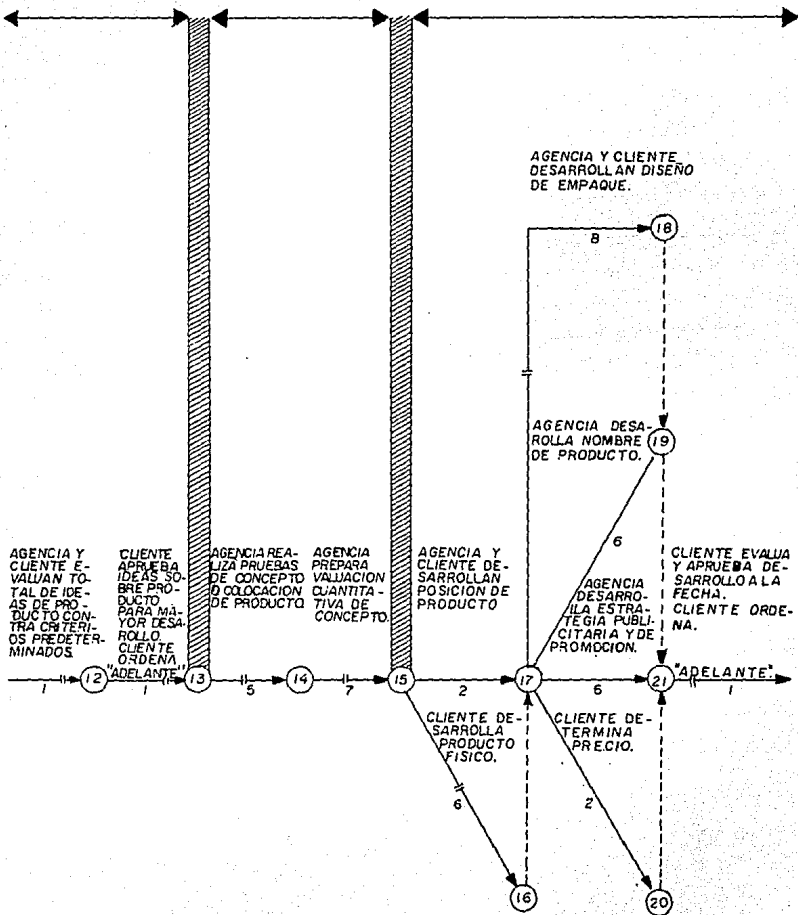 AGENCIA Y CLIENTE
DESARROLLAN DISEÑO
DE EMPAQUE.
18
8
AGENCIA DESA-
RROLLA NOMBRE
DE PRODUCTO.
19
6
AGENCIA Y
CLIENTE E-
VALUAN TO-
TAL DE IDE-
AS DE PRO-
DUCTO CON-
TRA CRITERI-
OS PREDETER-
MINADOS.
CLIENTE
APRUEBA
IDEAS SO-
BRE PRO-
DUCTO
PARA MA-
YOR DESA-
RROLLO.
CLIENTE
ORDENA
"ADELANTE"
AGENCIA REA-
LIZA PRUEBAS
DE CONCEPTO
O COLOCACION
DE PRODUCTO.
AGENCIA
PREPARA
VALUACION
CUANTITA-
TIVA DE
CONCEPTO.
AGENCIA Y
CLIENTE DE-
SARROLLAN
POSICION DE
PRODUCTO
AGENCIA
DESARRO-
LLA ESTRA-
TEGIA PUBLI-
CITARIA Y DE
PROMOCION.
CLIENTE EVALUA
Y APRUEBA DE-
SARROLLO A LA
FECHA.
CLIENTE ORDE-
NA.
"ADELANTE".
1
12
1
13
5
14
7
15
2
17
6
21
1
CLIENTE DE-
SARROLLA
PRODUCTO
FISICO.
6
16
CLIENTE DE-
TERMINA
PRECIO.
2
20